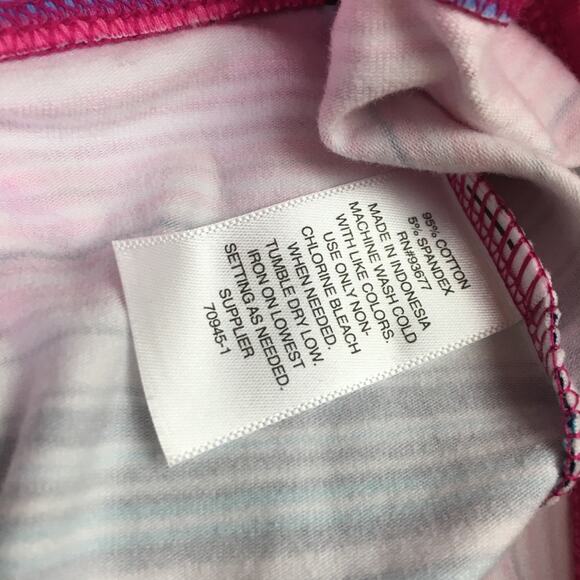 95% COTTON
5% SPANDEX
RN#93677
MADE IN INDONESIA
MACHINE WASH COLD
WITH LIKE COLORS.
USE ONLY NON-
CHLORINE BLEACH
WHEN NEEDED.
TUMBLE DRY LOW.
IRON ON LOWEST
SETTING AS NEEDED.
SUPPLIER
70945-1